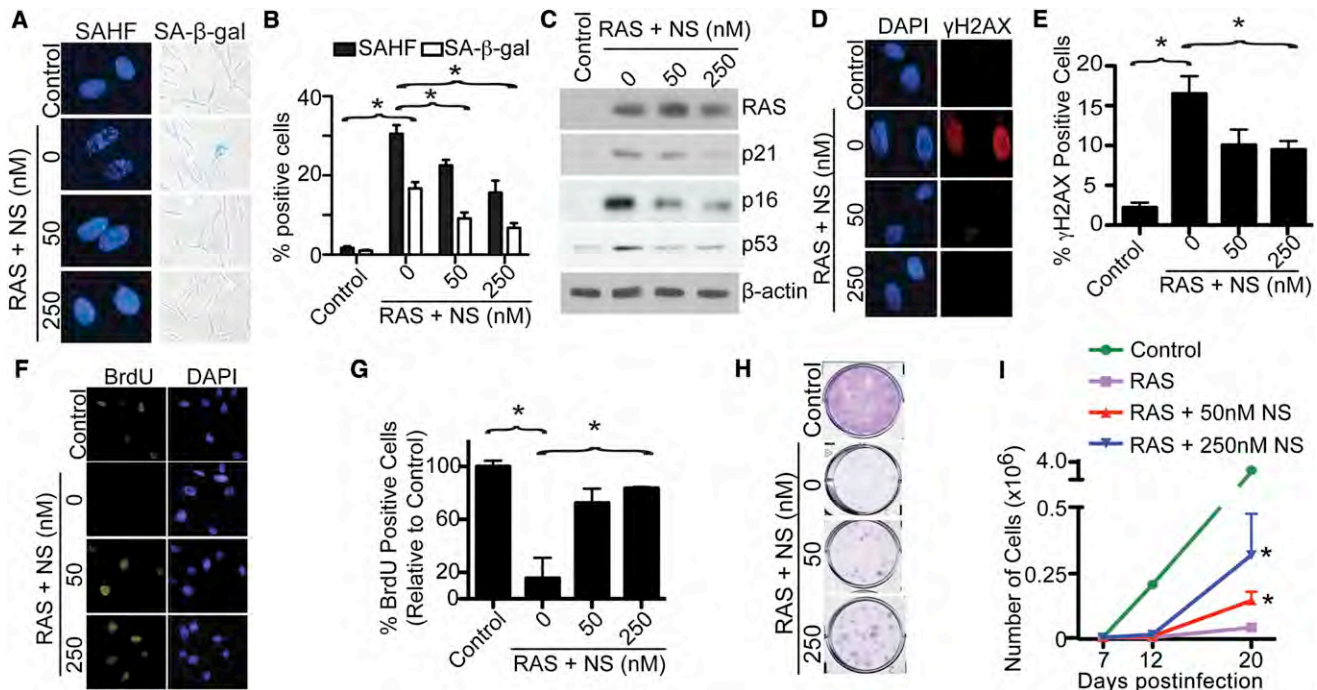 A
SAHF SA-β-gal
Control
RAS + NS (nM)
0
50
250
B
SAHF SA-β-gal
% positive cells
40
20
0
*
*
*
Control
0
50
250
RAS + NS (nM)
C
Control
RAS + NS (nM)
0
50
250
RAS
p21
p16
p53
β-actin
D
DAPI γH2AX
Control
RAS + NS (nM)
0
50
250
E
% γH2AX Positive Cells
20
15
10
5
0
*
*
Control
0
50
250
RAS + NS (nM)
F
BrdU DAPI
Control
RAS + NS (nM)
0
50
250
G
% BrdU Positive Cells
(Relative to Control)
100
60
20
0
*
*
Control
0
50
250
RAS + NS (nM)
H
Control
RAS + NS (nM)
0
50
250
I
Control
RAS
RAS + 50nM NS
RAS + 250nM NS
Number of Cells (x10⁶)
4.0
0.5
0.25
0
*
*
7 12 20
Days postinfection